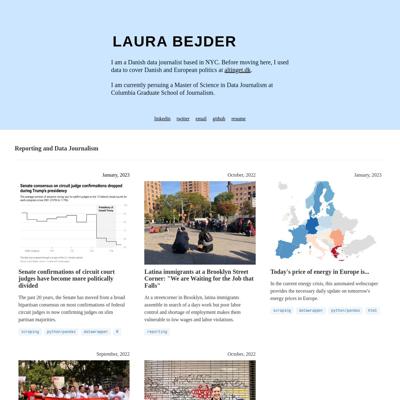 LAURA BEJDER
I am a Danish data journalist based in NYC. Before moving here, I used
data to cover Danish and European politics at altinget.dk.
I am currently persuing a Master of Science in Data Journalism at
Columbia Graduate School of Journalism.
linkedin twitter email github resume
Reporting and Data Journalism
January, 2023
Senate consensus on circuit judge confirmations dropped
during Trump's presidency
Senate confirmations of circuit court
judges have become more politically
divided
The past 20 years, the Senate has moved from a broad
bipartisan consensus on nominations of federal
circuit judges to now confirming judges on slim
partisan majorities.
scraping python/pandas datawrapper R
October, 2022
Latina immigrants at a Brooklyn Street
Corner: "We are Waiting for the Job that
Falls"
At a streetcorner in Brooklyn, latina immigrants
assemble in search of a days work but poor labor
control and shortage of employment makes them
vulnerable to low wages and labor violations.
reporting
January, 2023
Today's price of energy in Europe is...
In the current energy crisis, this automated webscraper
provides the necessary daily update on tomorrow's
energy prices in Europe.
scraping datawrapper python/pandas html
September, 2022
October, 2022